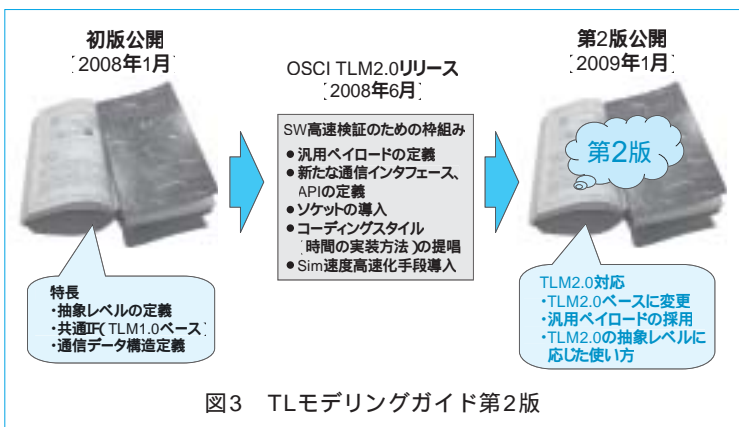 初版公開
[2008年1月]
特長
・抽象レベルの定義
・共通IF(TLM1.0ベース)
・通信データ構造定義
OSCI TLM2.0リリース
[2008年6月]
SW高速検証のための枠組み
●汎用ペイロードの定義
●新たな通信インタフェース、
APIの定義
●ソケットの導入
●コーディングスタイル
(時間の実装方法)の提唱
●Sim速度高速化手段導入
第2版公開
[2009年1月]
第2版
TLM2.0対応
・TLM2.0ベースに変更
・汎用ペイロードの採用
・TLM2.0の抽象レベルに
応じた使い方
図3 TLモデリングガイド第2版